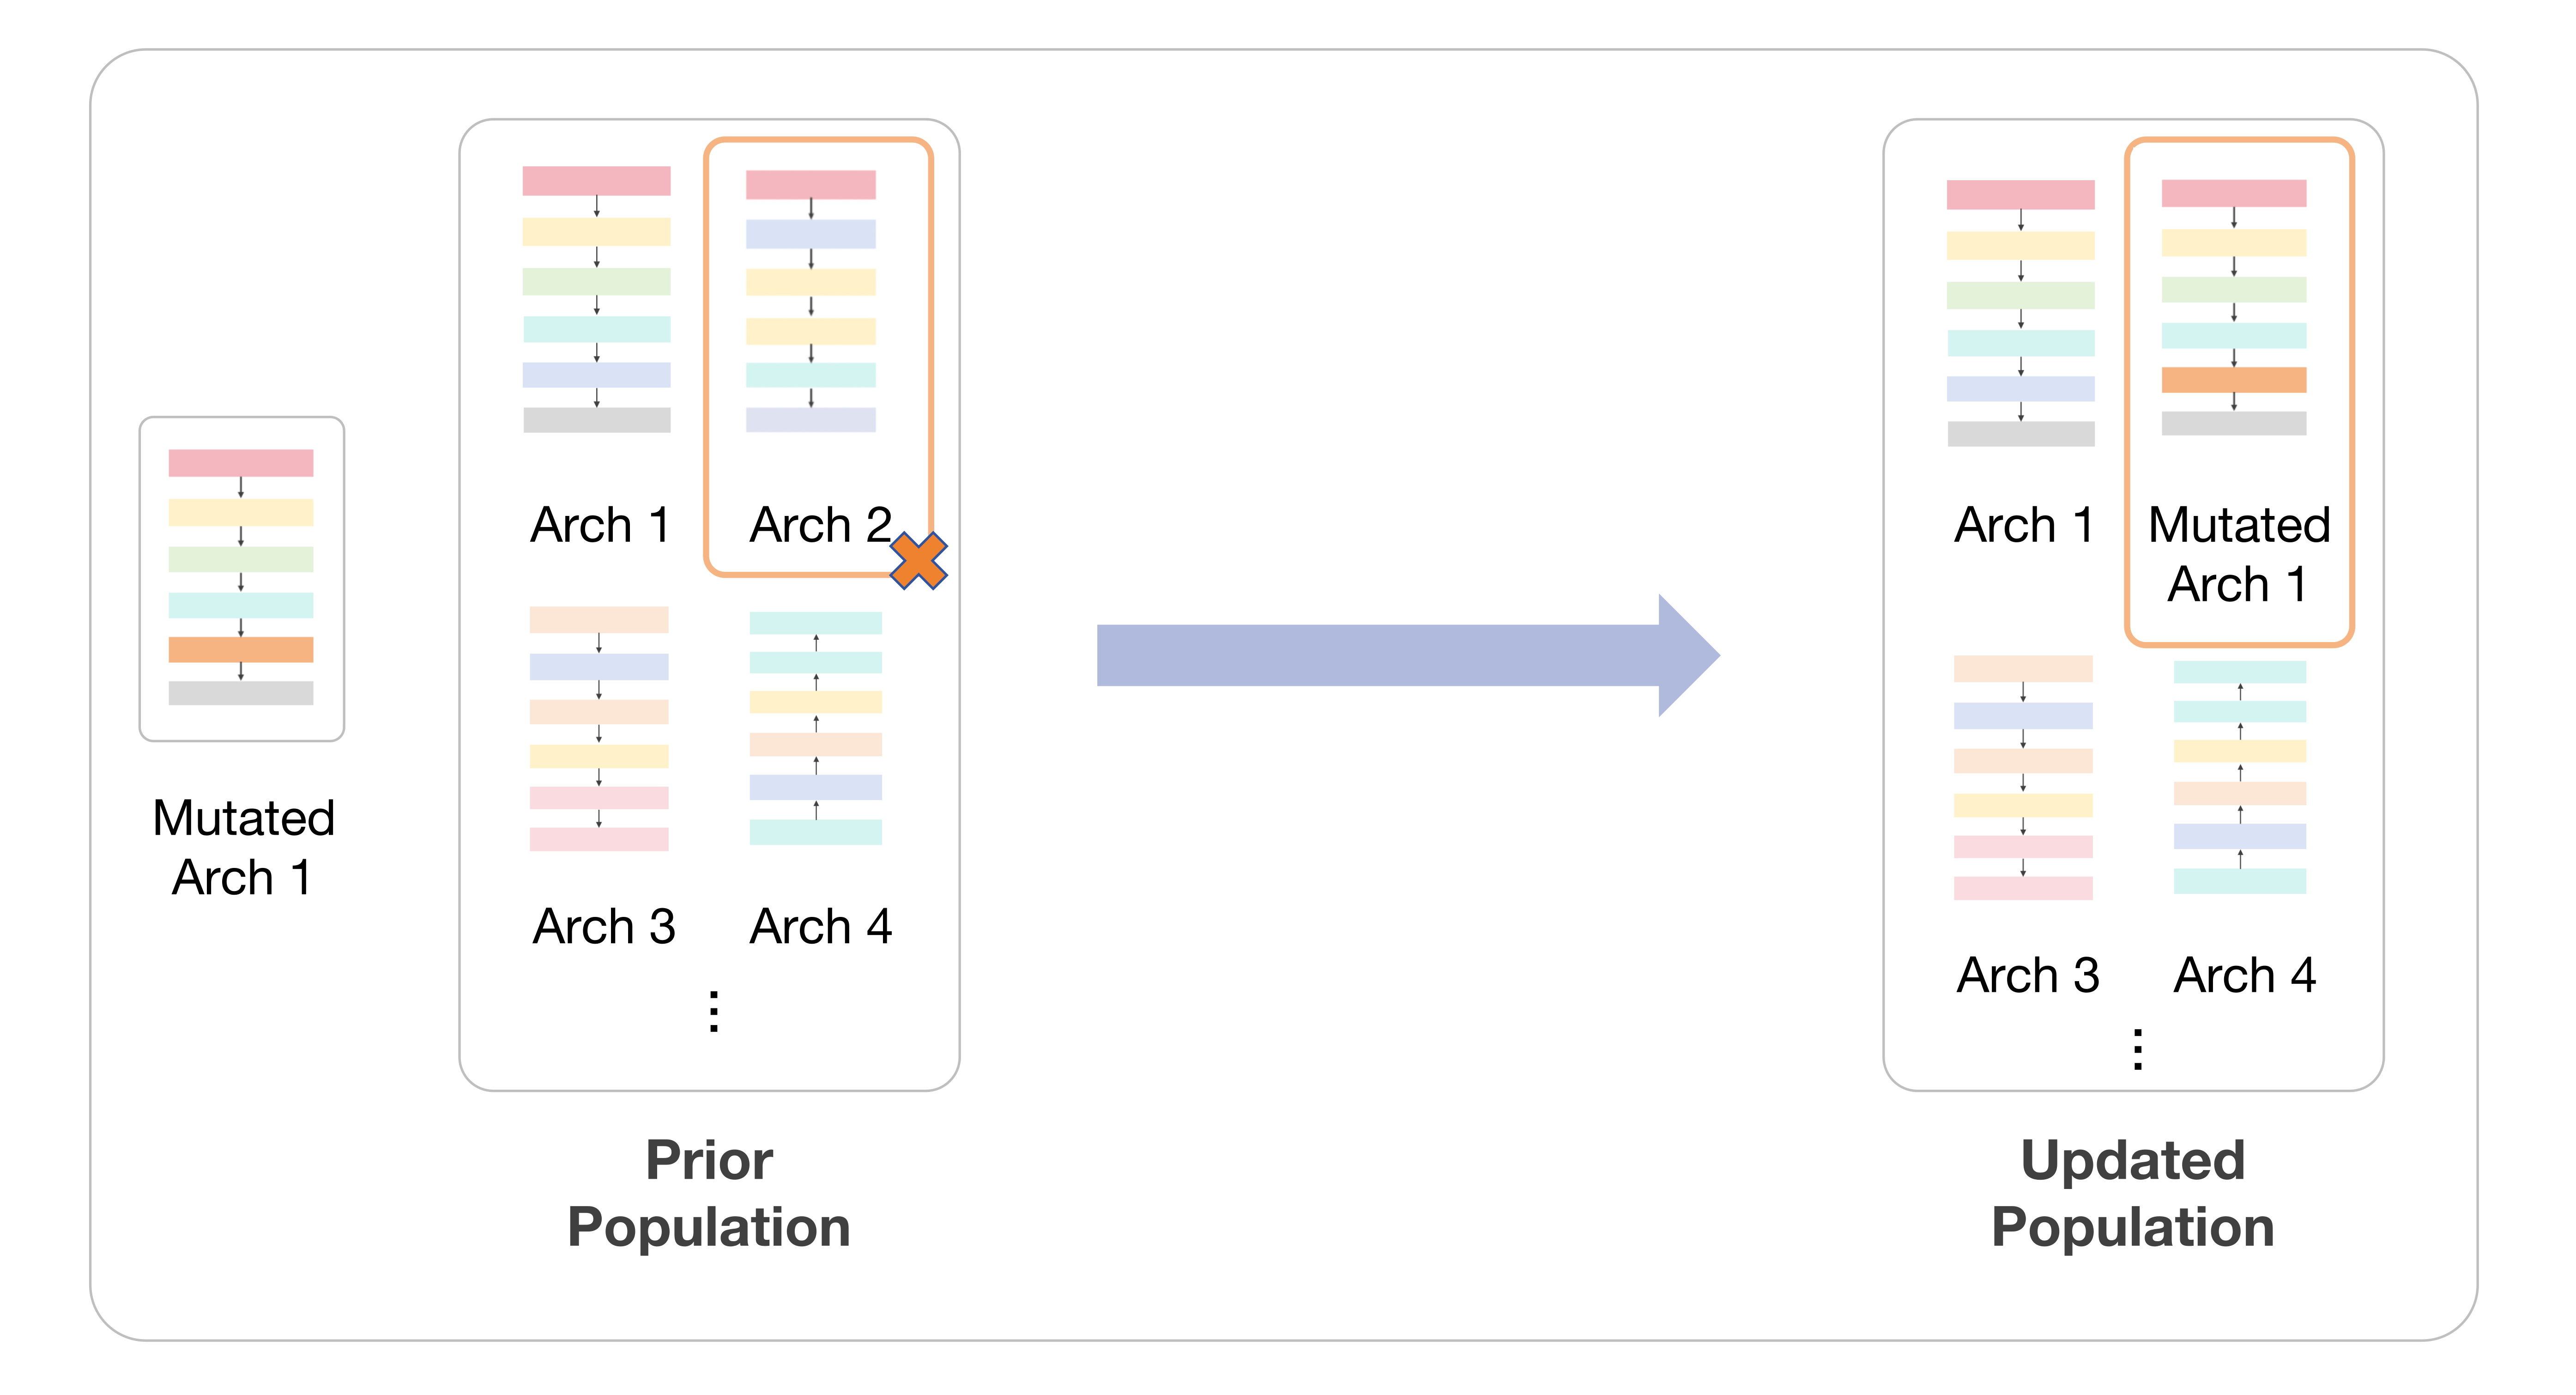 Mutated
Arch 1
Arch 1
Arch 2
Arch 3
Arch 4
⋮
Prior
Population
Arch 1
Mutated
Arch 1
Arch 3
Arch 4
⋮
Updated
Population